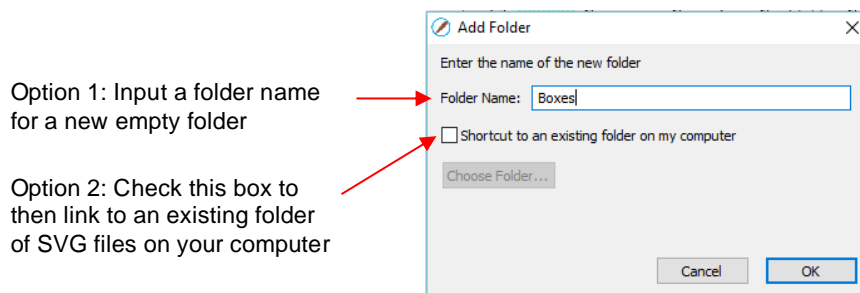 Add Folder
Enter the name of the new folder
Option 1: Input a folder name
for a new empty folder
Folder Name: Boxes
Shortcut to an existing folder on my computer
Option 2: Check this box to
then link to an existing folder
of SVG files on your computer
Choose Folder...
Cancel OK